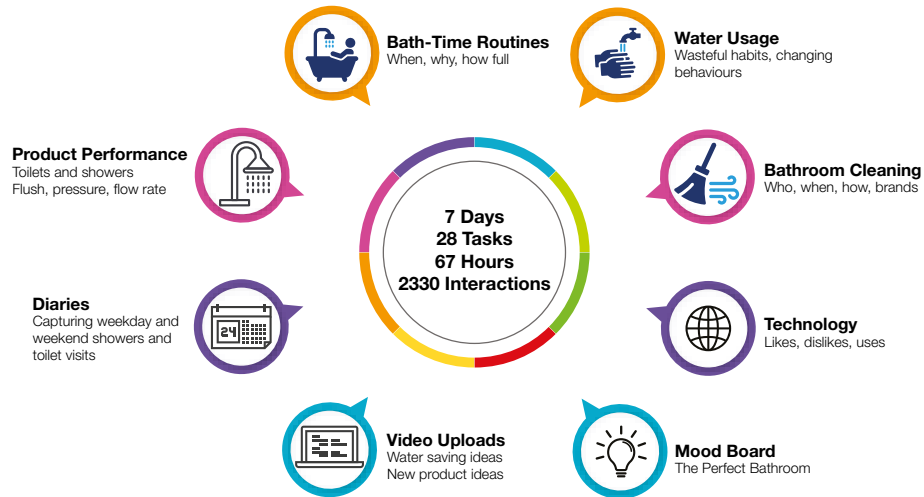 Bath-Time Routines
When, why, how full
Water Usage
Wasteful habits, changing
behaviours
Product Performance
Toilets and showers
Flush, pressure, flow rate
Bathroom Cleaning
Who, when, how, brands
7 Days
28 Tasks
67 Hours
2330 Interactions
Diaries
Capturing weekday and
weekend showers and
toilet visits
24
Technology
Likes, dislikes, uses
Video Uploads
Water saving ideas
New product ideas
Mood Board
The Perfect Bathroom